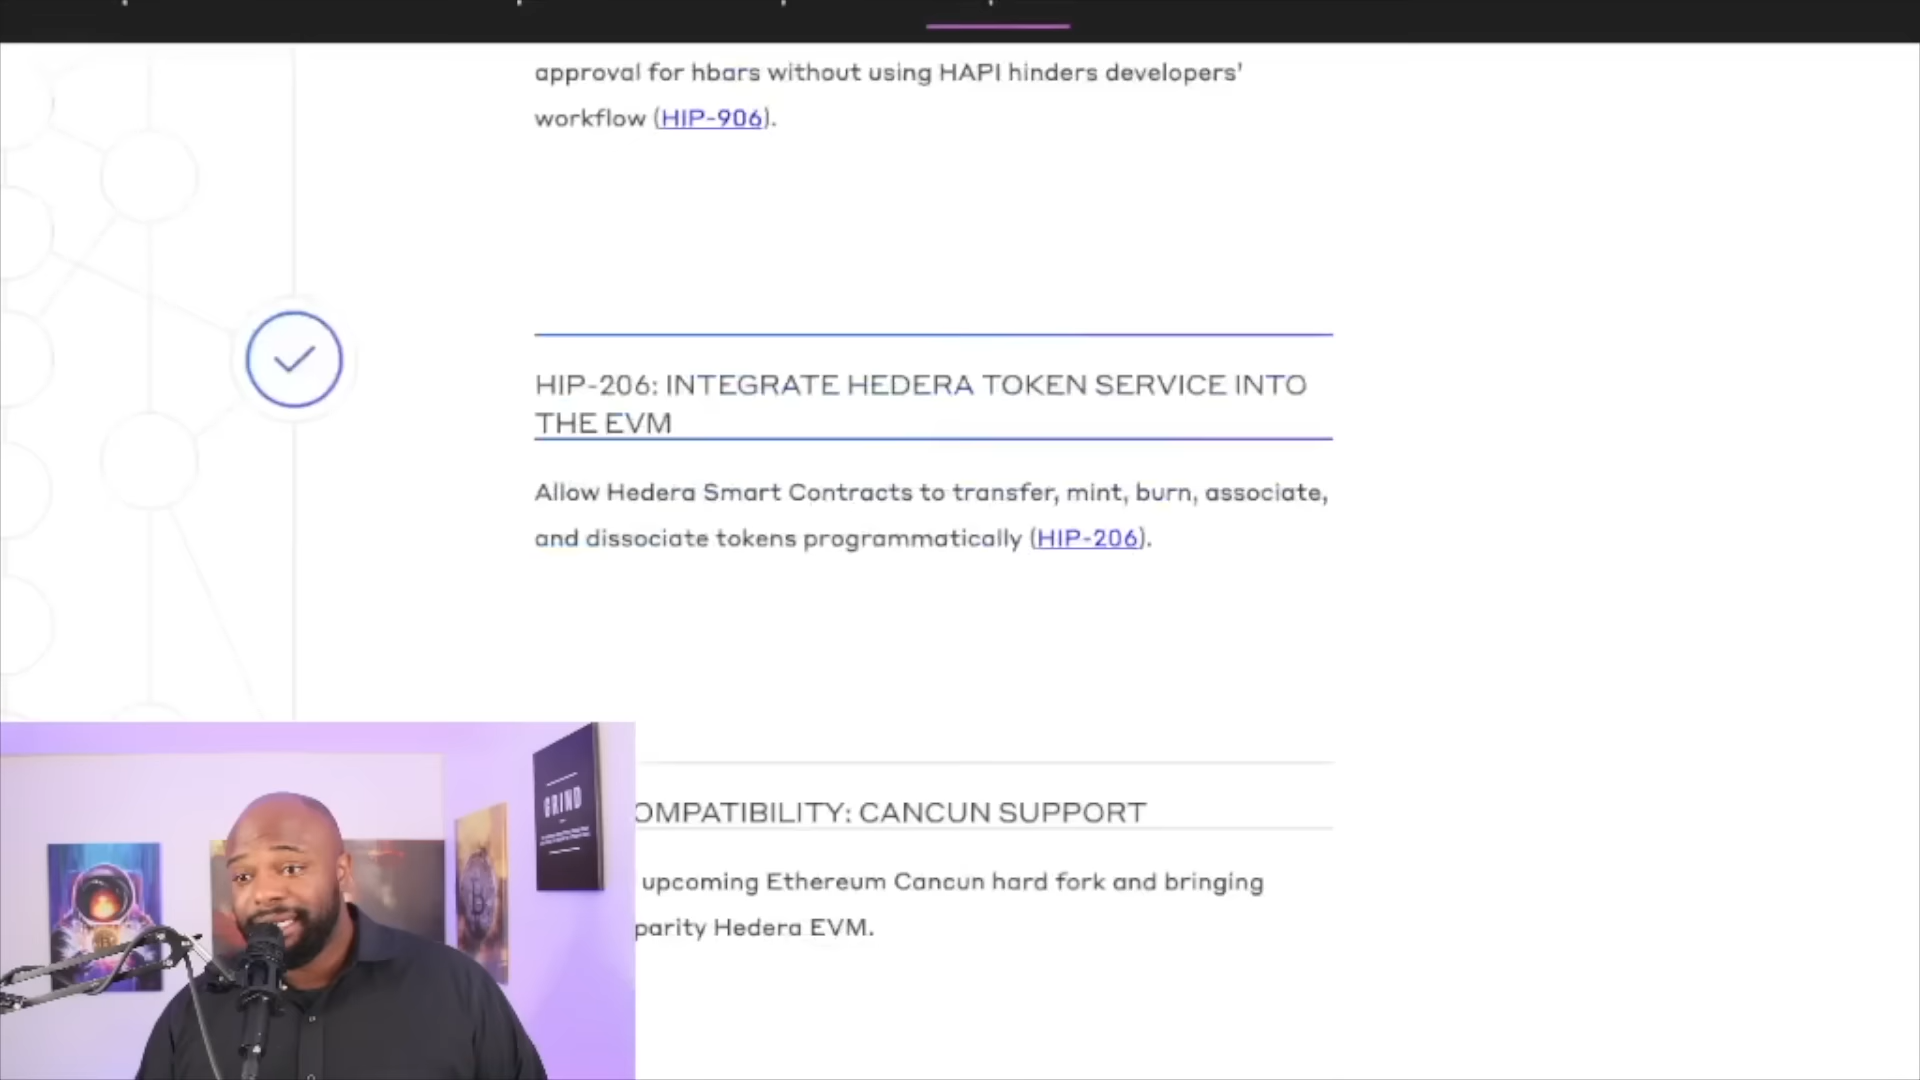 approval for hbars without using HAPI hinders developers'
workflow (HIP-906).
HIP-206: INTEGRATE HEDERA TOKEN SERVICE INTO
THE EVM
Allow Hedera Smart Contracts to transfer, mint, burn, associate,
and dissociate tokens programmatically (HIP-206).
OMPATIBILITY: CANCUN SUPPORT
upcoming Ethereum Cancun hard fork and bringing
parity Hedera EVM.
GRIND